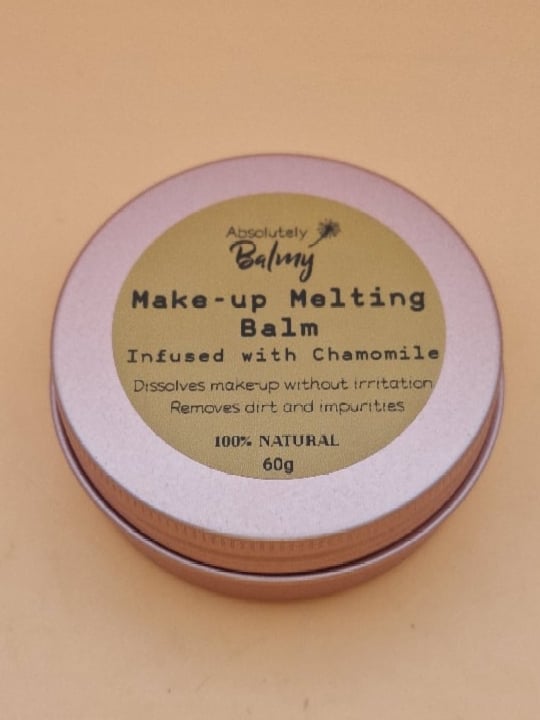 Absolutely
Balmy
Make-up Melting
Balm
Infused with Chamomile
Dissolves make-up without irritation
Removes dirt and impurities
100% NATURAL
60g